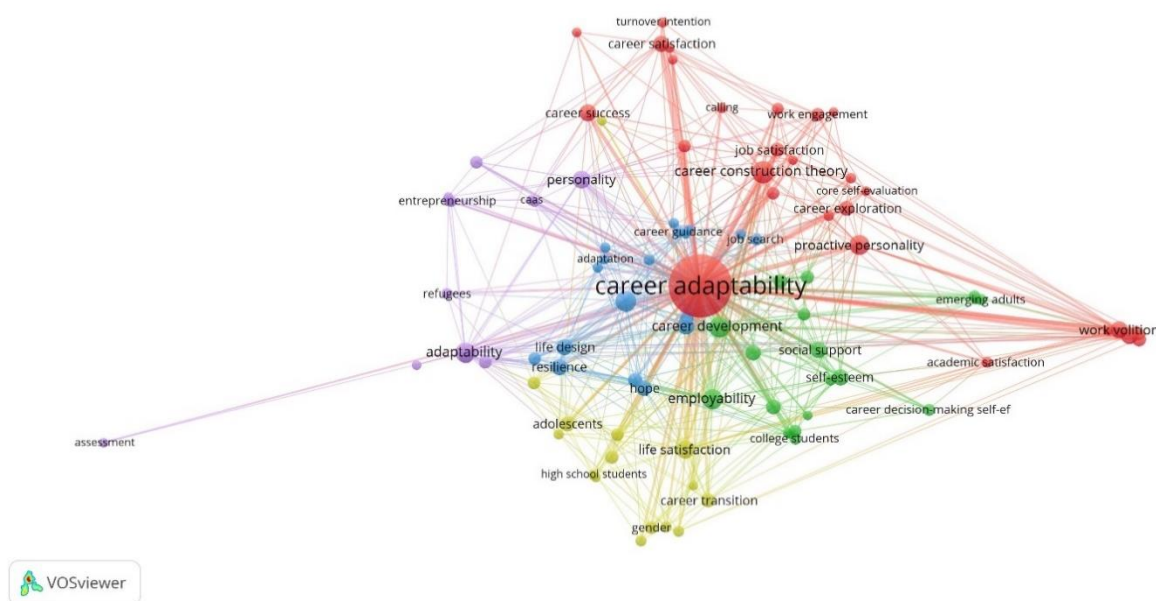 turnover intention
career satisfaction
career success
calling
work engagement
job satisfaction
career construction theory
personality
core self-evaluation
entrepreneurship
caas
career exploration
career guidance
job search
proactive personality
adaptation
career adaptability
refugees
emerging adults
career development
work volition
adaptability
life design
social support
resilience
academic satisfaction
self-esteem
hope
employability
career decision-making self-ef
adolescents
college students
assessment
life satisfaction
high school students
career transition
gender
VOSviewer